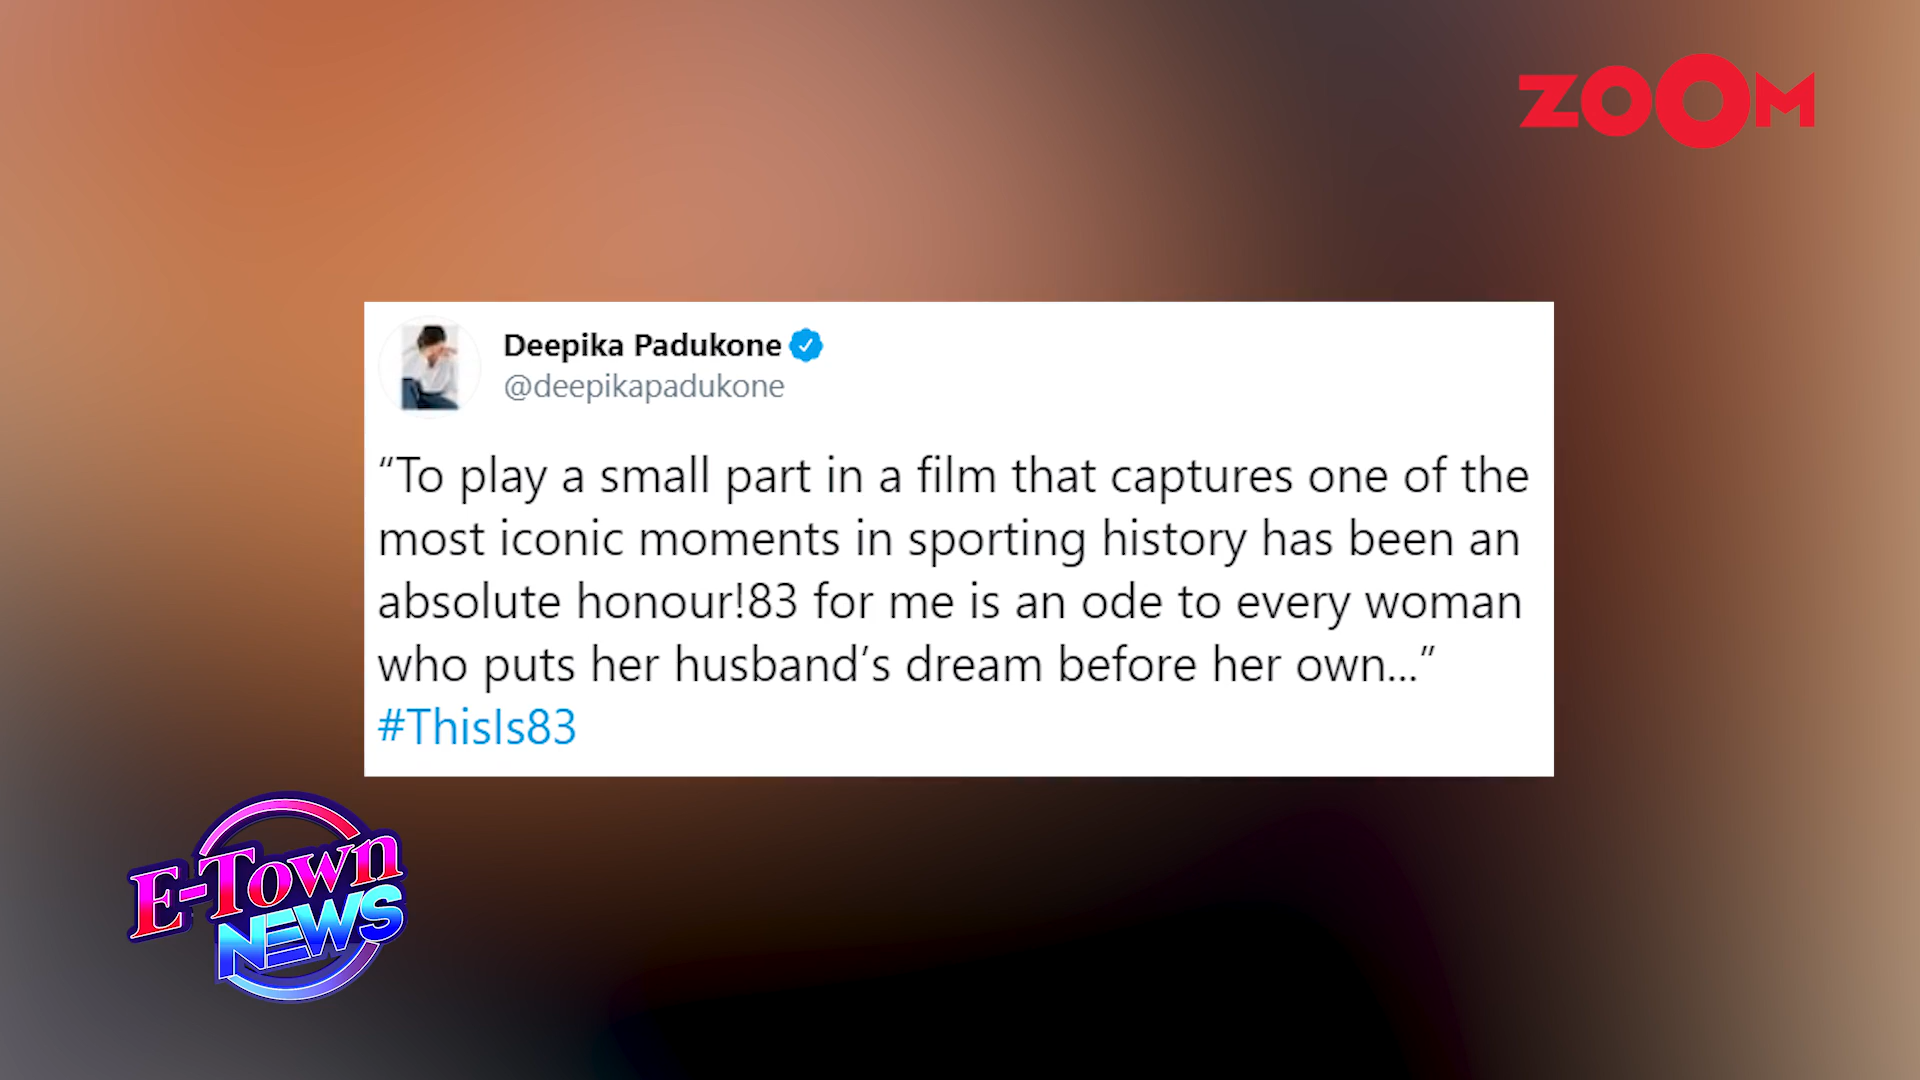 ZOOM
Deepika Padukone
@deepikapadukone
“To play a small part in a film that captures one of the
most iconic moments in sporting history has been an
absolute honour!83 for me is an ode to every woman
who puts her husband’s dream before her own...”
#ThisIs83
E-Town
NEWS